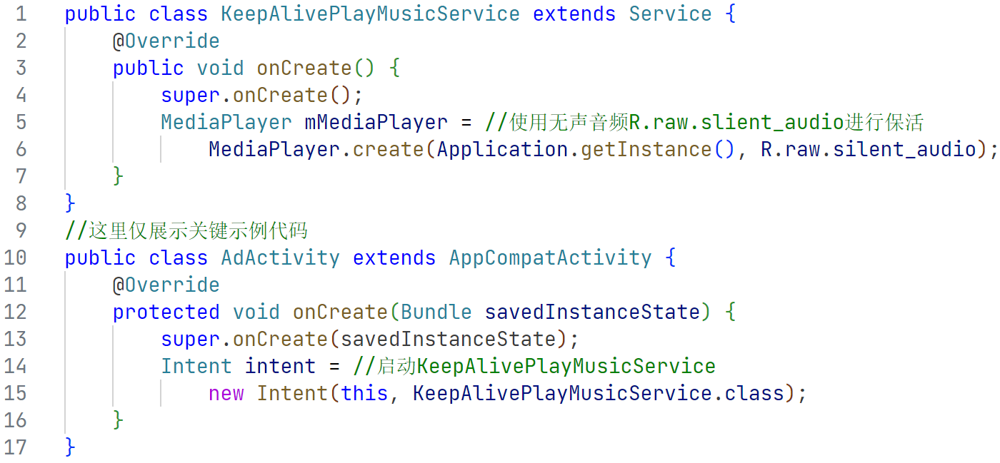 1 public class KeepAlivePlayMusicService extends Service {
2 @Override
3 public void onCreate() {
4 super.onCreate();
5 MediaPlayer mMediaPlayer = //使用无声音频R.raw.slient_audio进行保活
6 MediaPlayer.create(Application.getInstance(), R.raw.silent_audio);
7 }
8 }
9 //这里仅展示关键示例代码
10 public class AdActivity extends AppCompatActivity {
11 @Override
12 protected void onCreate(Bundle savedInstanceState) {
13 super.onCreate(savedInstanceState);
14 Intent intent = //启动KeepAlivePlayMusicService
15 new Intent(this, KeepAlivePlayMusicService.class);
16 }
17 }